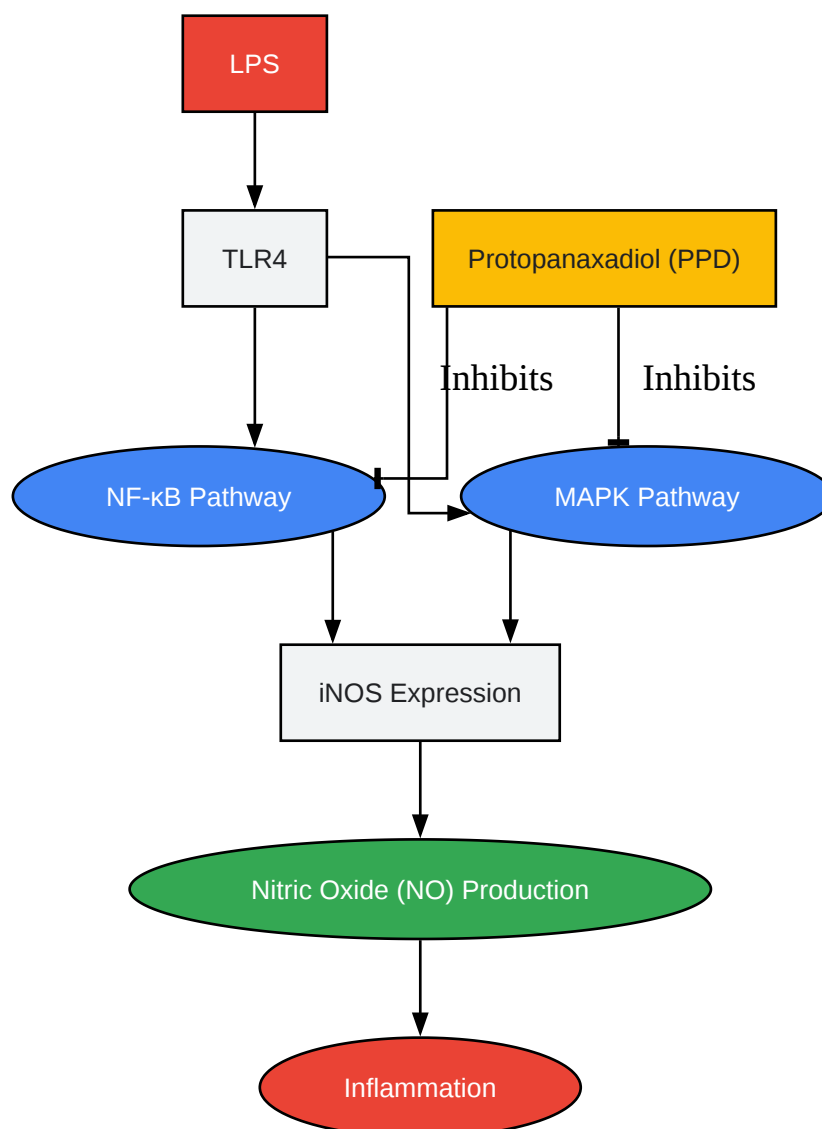 LPS
TLR4
Protopanaxadiol (PPD)
Inhibits
Inhibits
NF-κB Pathway
MAPK Pathway
iNOS Expression
Nitric Oxide (NO) Production
Inflammation